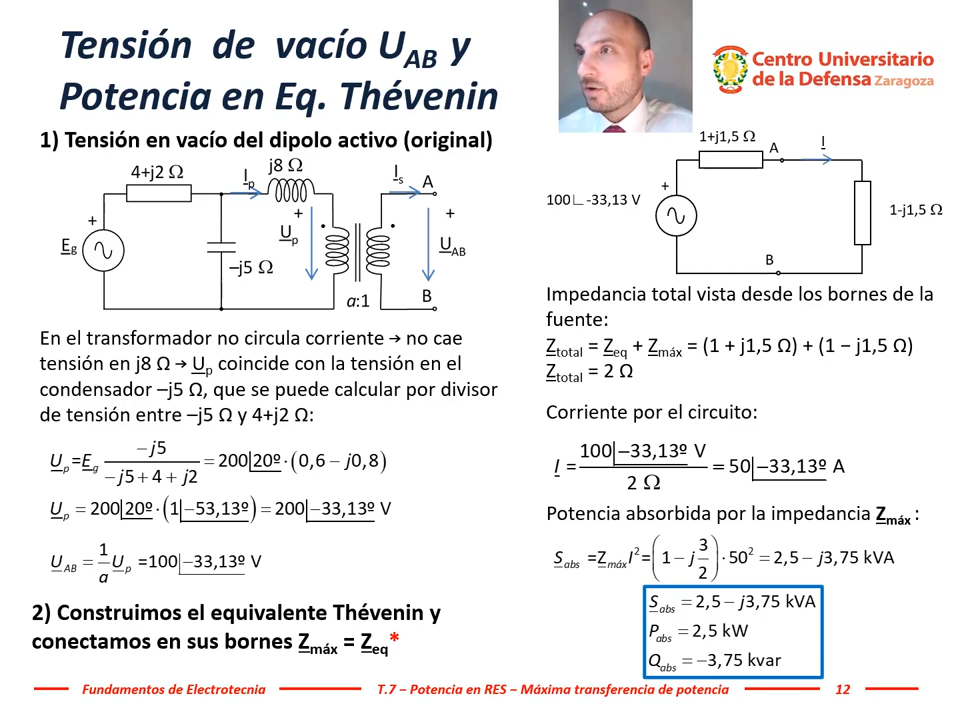 Tensión de vacío U_AB y
Potencia en Eq. Thévenin
Centro Universitario
de la Defensa Zaragoza
1) Tensión en vacío del dipolo activo (original)
4+j2 Ω
I_p
j8 Ω
I_s
A
+
E_g
–j5 Ω
+
U_p
a:1
+
U_AB
B
En el transformador no circula corriente → no cae
tensión en j8 Ω → U_p coincide con la tensión en el
condensador –j5 Ω, que se puede calcular por divisor
de tensión entre –j5 Ω y 4+j2 Ω:
U_p = E_g (−j5)/(−j5 + 4 + j2) = 200|20º · (0,6 − j0,8)
U_p = 200|20º · (1|−53,13º) = 200|−33,13º V
U_AB = (1/a) U_p = 100|−33,13º V
2) Construimos el equivalente Thévenin y
conectamos en sus bornes Z_máx = Z_eq*
1+j1,5 Ω
A
I
+
100∟-33,13 V
1-j1,5 Ω
B
Impedancia total vista desde los bornes de la
fuente:
Z_total = Z_eq + Z_máx = (1 + j1,5 Ω) + (1 − j1,5 Ω)
Z_total = 2 Ω
Corriente por el circuito:
I = (100|−33,13º V)/(2 Ω) = 50|−33,13º A
Potencia absorbida por la impedancia Z_máx :
S_abs = Z_máx I² = (1 − j 3/2) · 50² = 2,5 − j3,75 kVA
S_abs = 2,5 − j3,75 kVA
P_abs = 2,5 kW
Q_abs = −3,75 kvar
Fundamentos de Electrotecnia
T.7 – Potencia en RES – Máxima transferencia de potencia
12